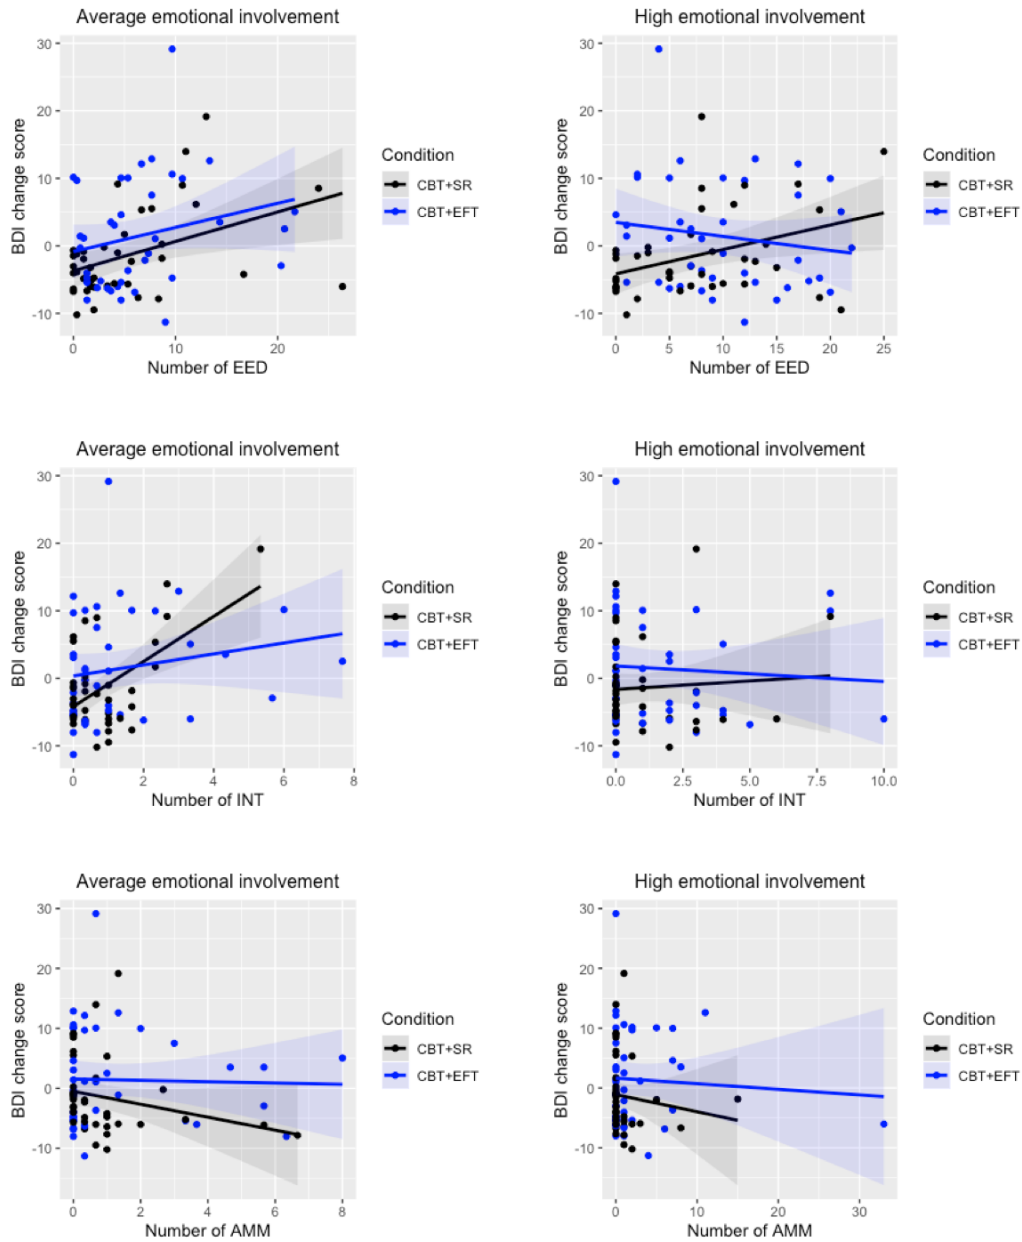 Average emotional involvement
30
20
10
0
-10
0 10 20
BDI change score
Number of EED
Condition
CBT+SR
CBT+EFT
High emotional involvement
30
20
10
0
-10
0 5 10 15 20 25
BDI change score
Number of EED
Condition
CBT+SR
CBT+EFT
Average emotional involvement
30
20
10
0
-10
0 2 4 6 8
BDI change score
Number of INT
Condition
CBT+SR
CBT+EFT
High emotional involvement
30
20
10
0
-10
0.0 2.5 5.0 7.5 10.0
BDI change score
Number of INT
Condition
CBT+SR
CBT+EFT
Average emotional involvement
30
20
10
0
-10
0 2 4 6 8
BDI change score
Number of AMM
Condition
CBT+SR
CBT+EFT
High emotional involvement
30
20
10
0
-10
0 10 20 30
BDI change score
Number of AMM
Condition
CBT+SR
CBT+EFT